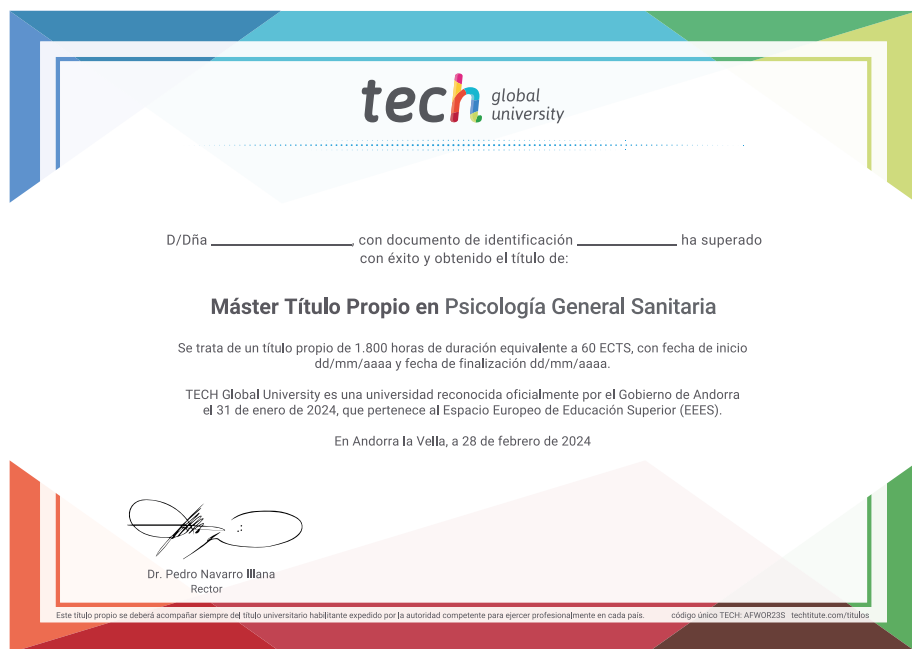 tech global university
D/Dña ______________, con documento de identificación ______________ ha superado
con éxito y obtenido el título de:
Máster Título Propio en Psicología General Sanitaria
Se trata de un título propio de 1.800 horas de duración equivalente a 60 ECTS, con fecha de inicio
dd/mm/aaaa y fecha de finalización dd/mm/aaaa.
TECH Global University es una universidad reconocida oficialmente por el Gobierno de Andorra
el 31 de enero de 2024, que pertenece al Espacio Europeo de Educación Superior (EEES).
En Andorra la Vella, a 28 de febrero de 2024
Dr. Pedro Navarro Illana
Rector
Este título propio se deberá acompañar siempre del título universitario habilitante expedido por la autoridad competente para ejercer profesionalmente en cada país. código único TECH: AFWOR23S techtitute.com/titulos